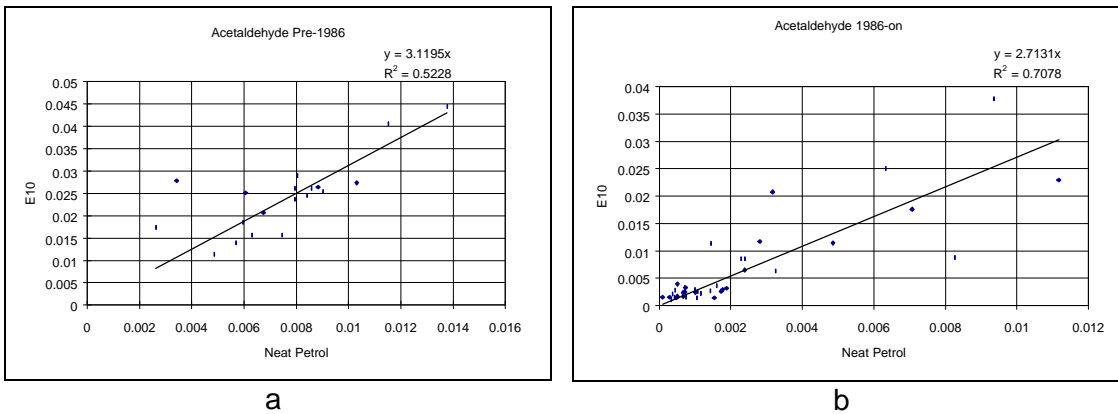 Acetaldehyde Pre-1986
y = 3.1195x
R² = 0.5228
0.05
0.045
0.04
0.035
0.03
0.025
0.02
0.015
0.01
0.005
0
E10
0 0.002 0.004 0.006 0.008 0.01 0.012 0.014 0.016
Neat Petrol
a
Acetaldehyde 1986-on
y = 2.7131x
R² = 0.7078
0.04
0.035
0.03
0.025
0.02
0.015
0.01
0.005
0
E10
0 0.002 0.004 0.006 0.008 0.01 0.012
Neat Petrol
b